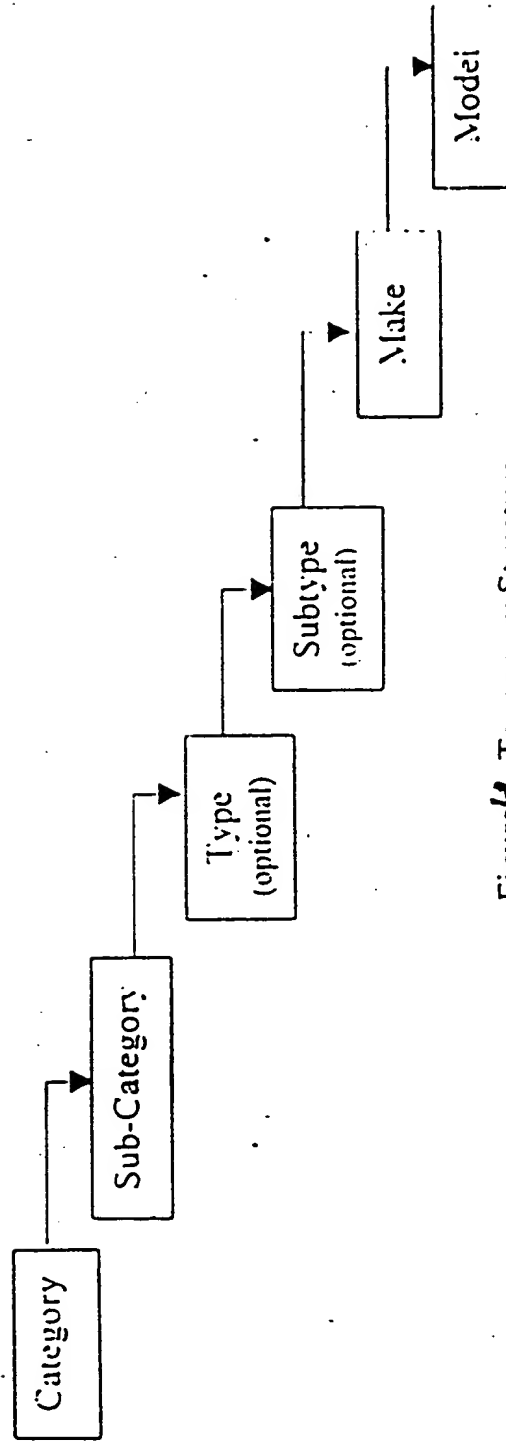 Category
Sub-Category
Type
(optional)
Subtype
(optional)
Make
Model